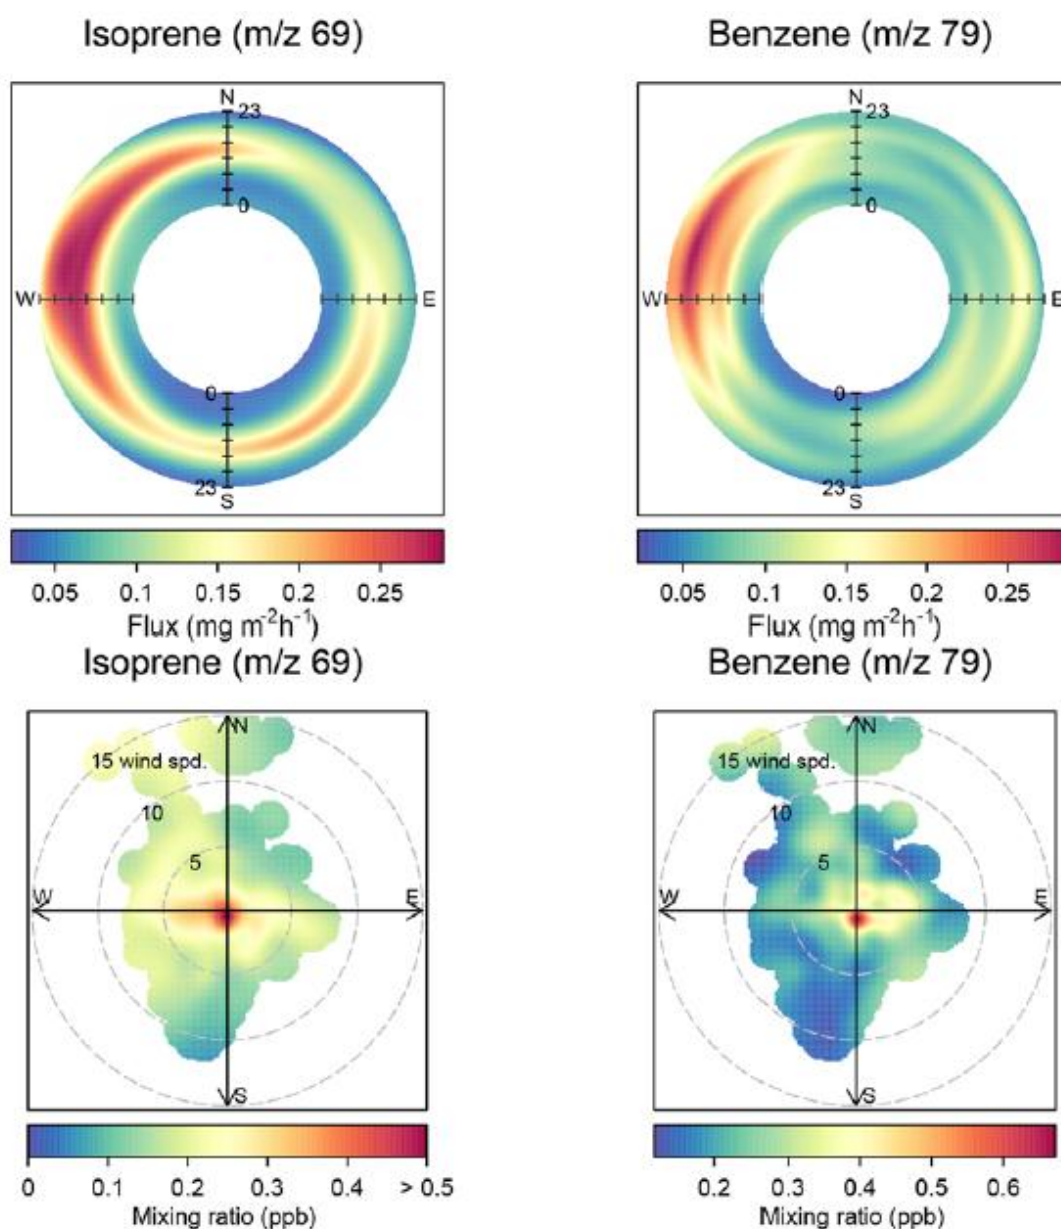 Isoprene (m/z 69)
Benzene (m/z 79)
N
23
0
W
E
0
23
S
N
23
0
W
E
0
23
S
0.05 0.1 0.15 0.2 0.25
Flux (mg m⁻²h⁻¹)
0.05 0.1 0.15 0.2 0.25
Flux (mg m⁻²h⁻¹)
Isoprene (m/z 69)
Benzene (m/z 79)
N
15 wind spd.
10
5
W
E
S
N
15 wind spd.
10
5
W
E
S
0 0.1 0.2 0.3 0.4 > 0.5
Mixing ratio (ppb)
0.2 0.3 0.4 0.5 0.6
Mixing ratio (ppb)